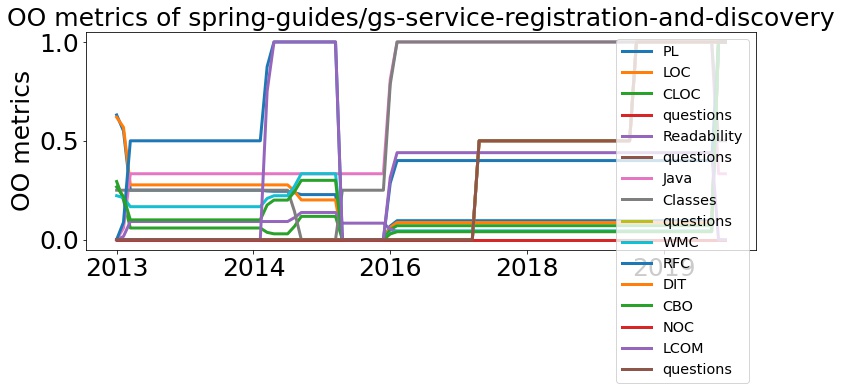 OO metrics of spring-guides/gs-service-registration-and-discovery
OO metrics
1.0
0.5
0.0
2013
2014
2016
2018
2019
PL
LOC
CLOC
questions
Readability
questions
Java
Classes
questions
WMC
RFC
DIT
CBO
NOC
LCOM
questions